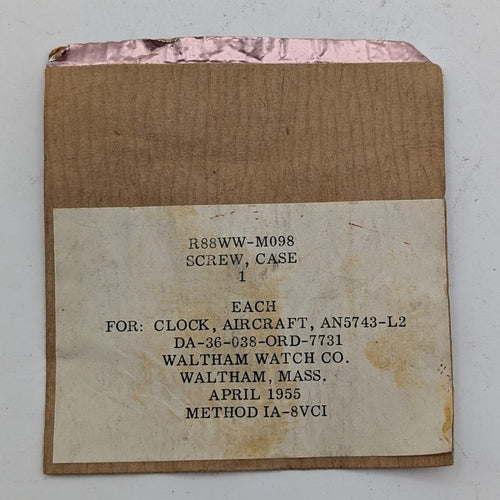 R88WW-M098
SCREW, CASE
1
EACH
FOR: CLOCK, AIRCRAFT, AN5743-L2
DA-36-038-ORD-7731
WALTHAM WATCH CO.
WALTHAM, MASS.
APRIL 1955
METHOD IA-8VCI